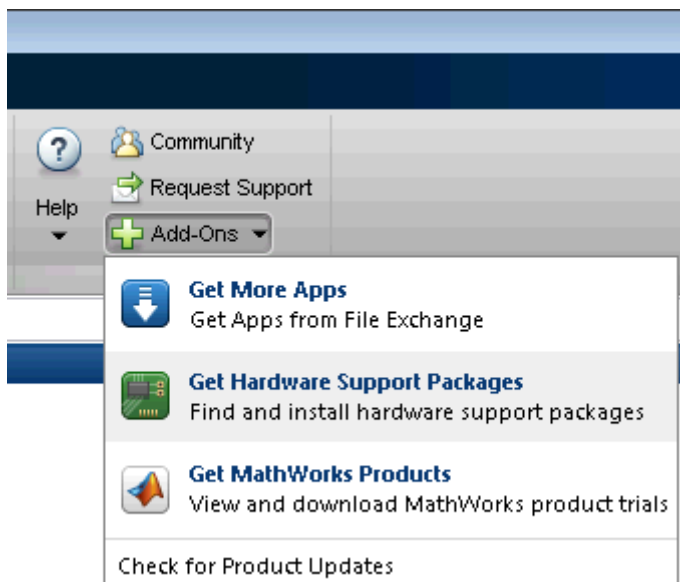 Community
Request Support
Help
Add-Ons
Get More Apps
Get Apps from File Exchange
Get Hardware Support Packages
Find and install hardware support packages
Get MathWorks Products
View and download MathWorks product trials
Check for Product Updates